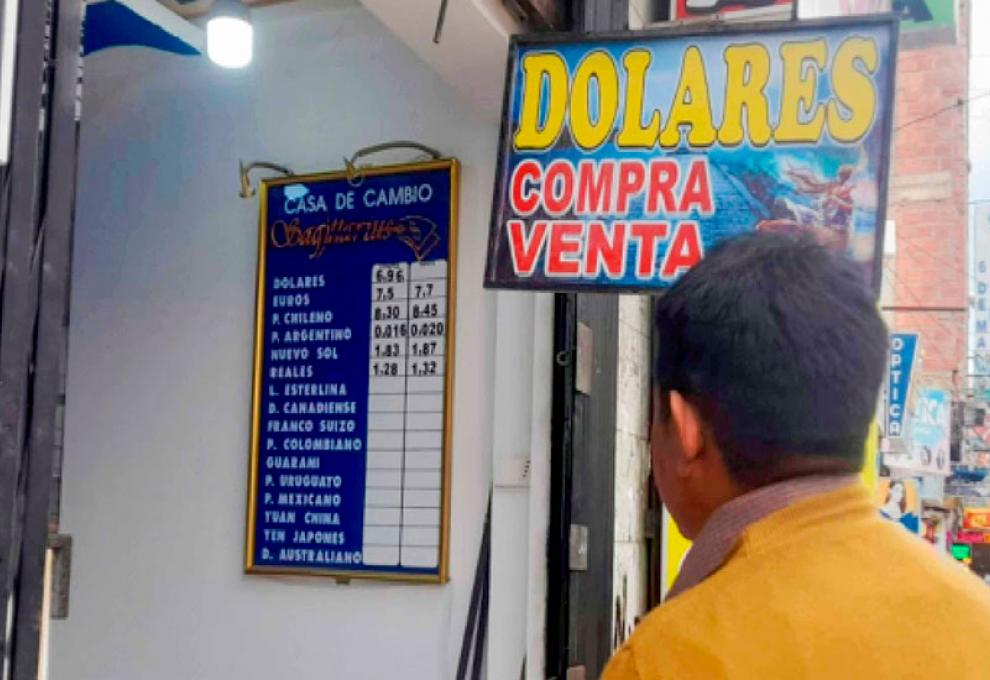 DOLARES
COMPRA
VENTA
CASA DE CAMBIO
Sagittarius
DOLARES 6.96
EUROS 7.5 7.7
P. CHILENO 8.30 8.45
P. ARGENTINO 0.016 0.020
NUEVO SOL 1.83 1.87
REALES 1.28 1.32
L. ESTERLINA
D. CANADIENSE
FRANCO SUIZO
P. COLOMBIANO
GUARANI
P. URUGUAYO
P. MEXICANO
YUAN CHINA
YEN JAPONES
D. AUSTRALIANO
OPTICA